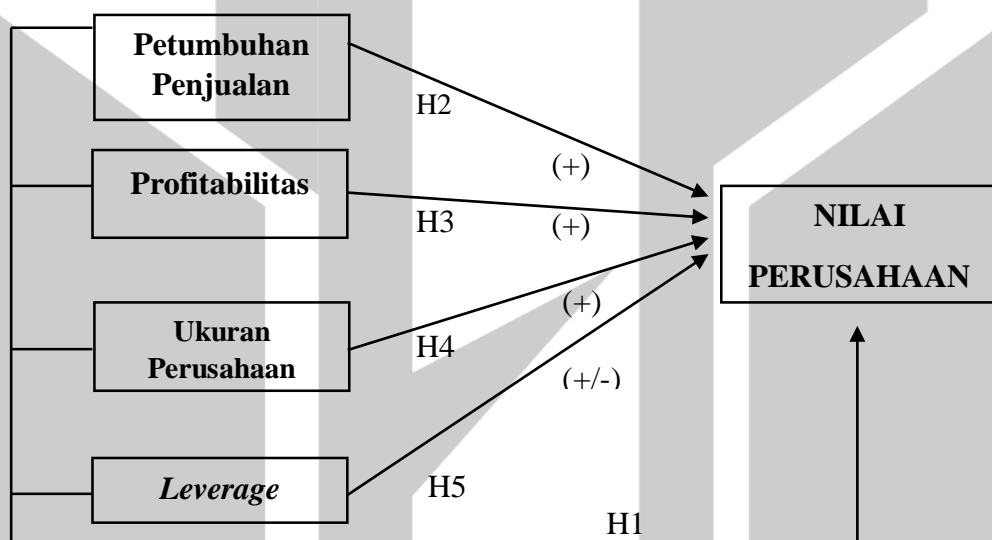 Petumbuhan
Penjualan
H2
(+)
Profitabilitas
H3
(+)
NILAI
PERUSAHAAN
Ukuran
Perusahaan
(+)
H4
(+/-)
Leverage
H5
H1